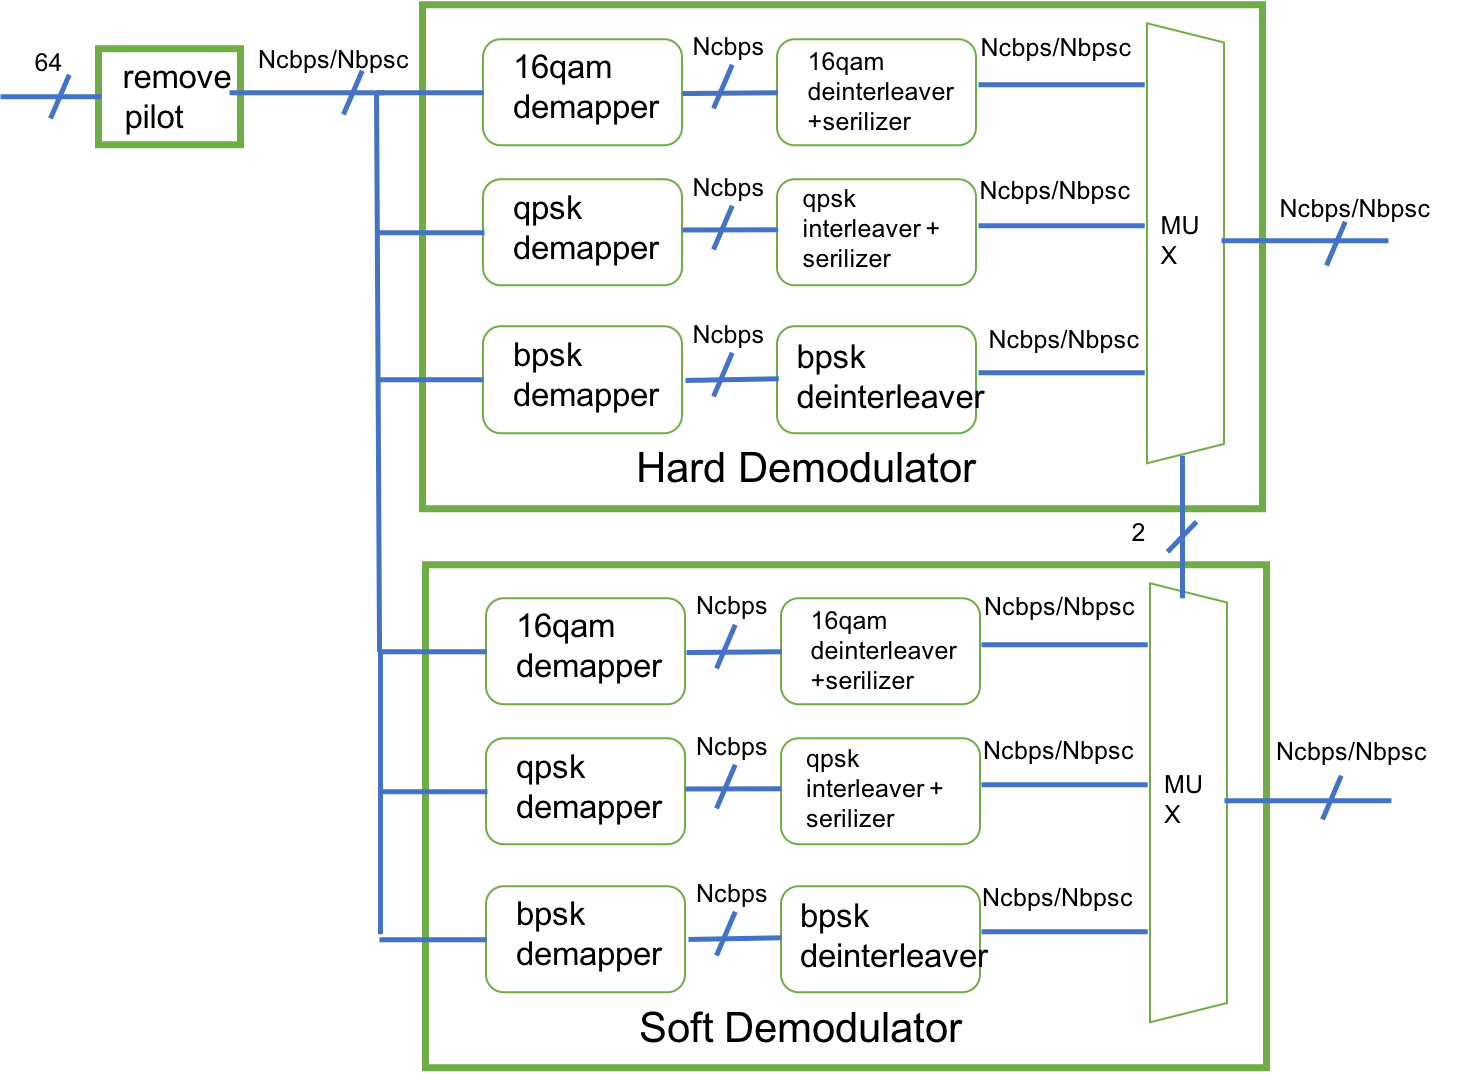 64
remove
pilot
Ncbps/Nbpsc
16qam
demapper
Ncbps
16qam
deinterleaver
+serilizer
Ncbps/Nbpsc
qpsk
demapper
Ncbps
qpsk
interleaver +
serilizer
Ncbps/Nbpsc
bpsk
demapper
Ncbps
bpsk
deinterleaver
Ncbps/Nbpsc
MU
X
Ncbps/Nbpsc
Hard Demodulator
2
16qam
demapper
Ncbps
16qam
deinterleaver
+serilizer
Ncbps/Nbpsc
qpsk
demapper
Ncbps
qpsk
interleaver +
serilizer
Ncbps/Nbpsc
bpsk
demapper
Ncbps
bpsk
deinterleaver
Ncbps/Nbpsc
MU
X
Ncbps/Nbpsc
Soft Demodulator